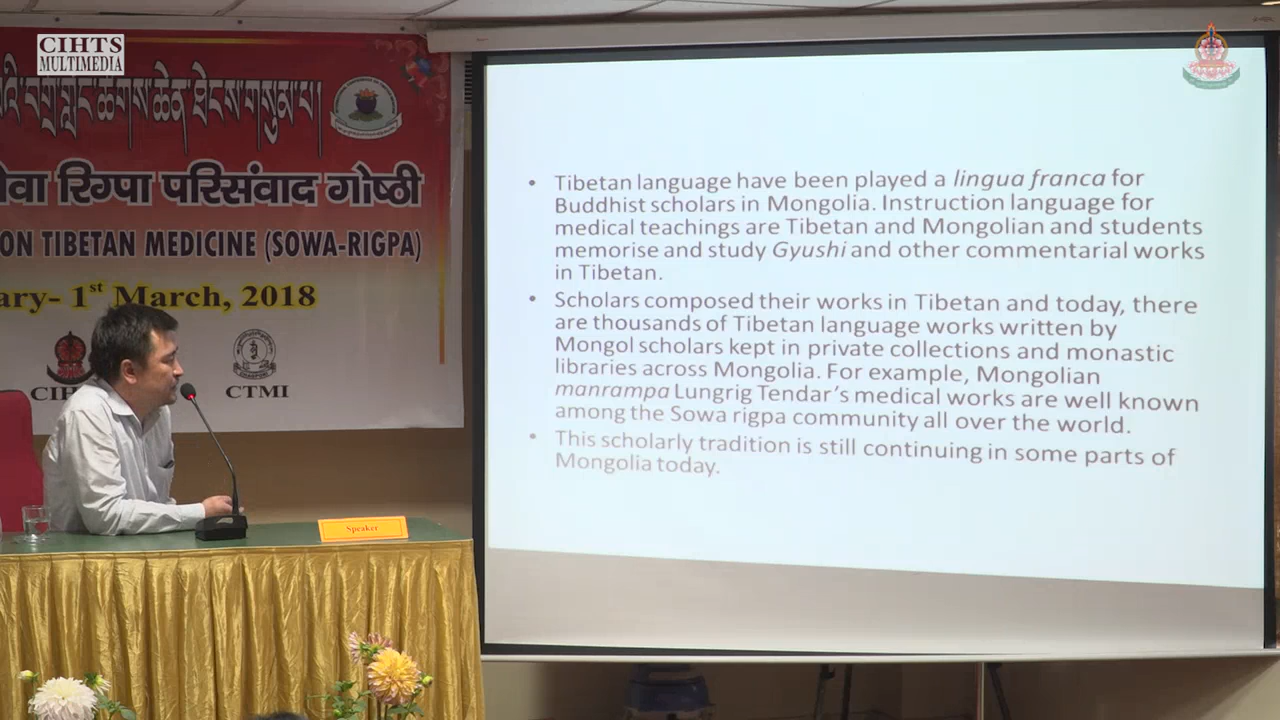 CIHTS
MULTIMEDIA
སོवा
रिग्पा परिसंवाद गोष्ठी
ON TIBETAN MEDICINE (SOWA-RIGPA)
ary- 1st March, 2018
CTMI
Speaker
• Tibetan language have been played a lingua franca for
Buddhist scholars in Mongolia. Instruction language for
medical teachings are Tibetan and Mongolian and students
memorise and study Gyushi and other commentarial works
in Tibetan.
• Scholars composed their works in Tibetan and today, there
are thousands of Tibetan language works written by
Mongol scholars kept in private collections and monastic
libraries across Mongolia. For example, Mongolian
manrampa Lungrig Tendar's medical works are well known
among the Sowa rigpa community all over the world.
• This scholarly tradition is still continuing in some parts of
Mongolia today.